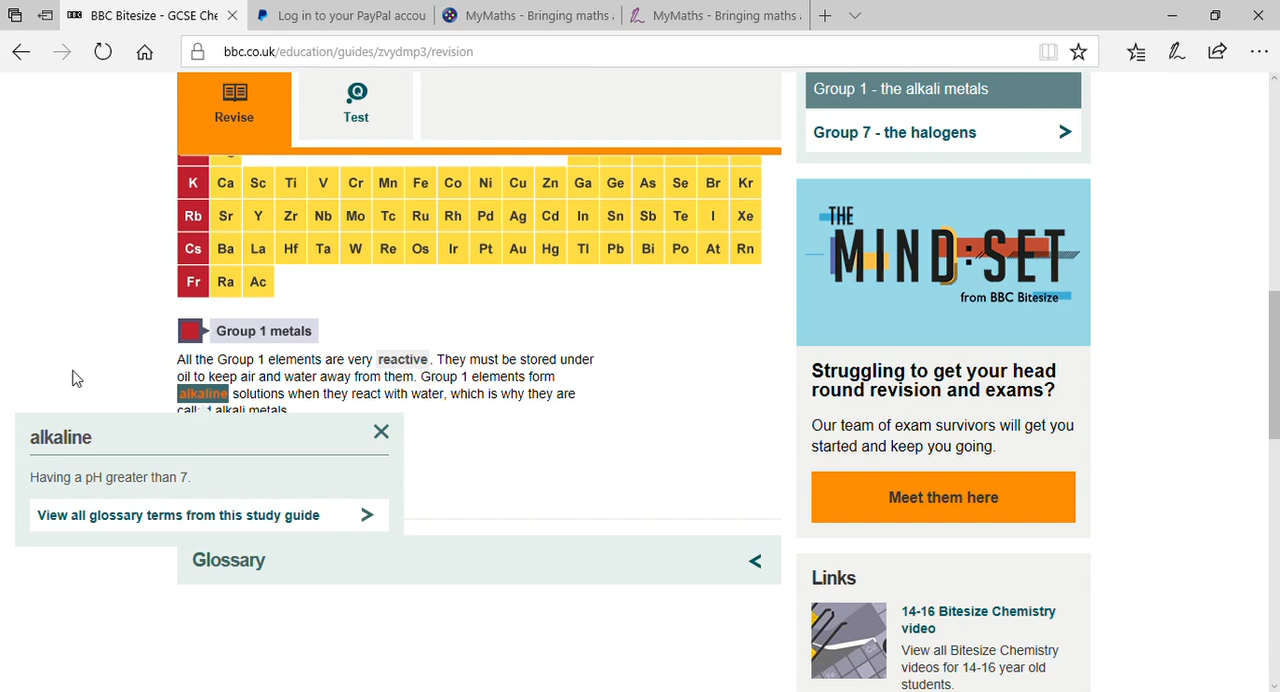 BBC Bitesize - GCSE Che
Log in to your PayPal accou
MyMaths - Bringing maths
MyMaths - Bringing maths
bbc.co.uk/education/guides/zvydmp3/revision
Revise
Test
K Ca Sc Ti V Cr Mn Fe Co Ni Cu Zn Ga Ge As Se Br Kr
Rb Sr Y Zr Nb Mo Tc Ru Rh Pd Ag Cd In Sn Sb Te I Xe
Cs Ba La Hf Ta W Re Os Ir Pt Au Hg Tl Pb Bi Po At Rn
Fr Ra Ac
Group 1 metals
All the Group 1 elements are very reactive. They must be stored under
oil to keep air and water away from them. Group 1 elements form
alkaline solutions when they react with water, which is why they are
alkali metals
alkaline
Having a pH greater than 7.
View all glossary terms from this study guide
Glossary
Group 1 - the alkali metals
Group 7 - the halogens
THE
MIND:SET
from BBC Bitesize
Struggling to get your head
round revision and exams?
Our team of exam survivors will get you
started and keep you going.
Meet them here
Links
14-16 Bitesize Chemistry
video
View all Bitesize Chemistry
videos for 14-16 year old
students.